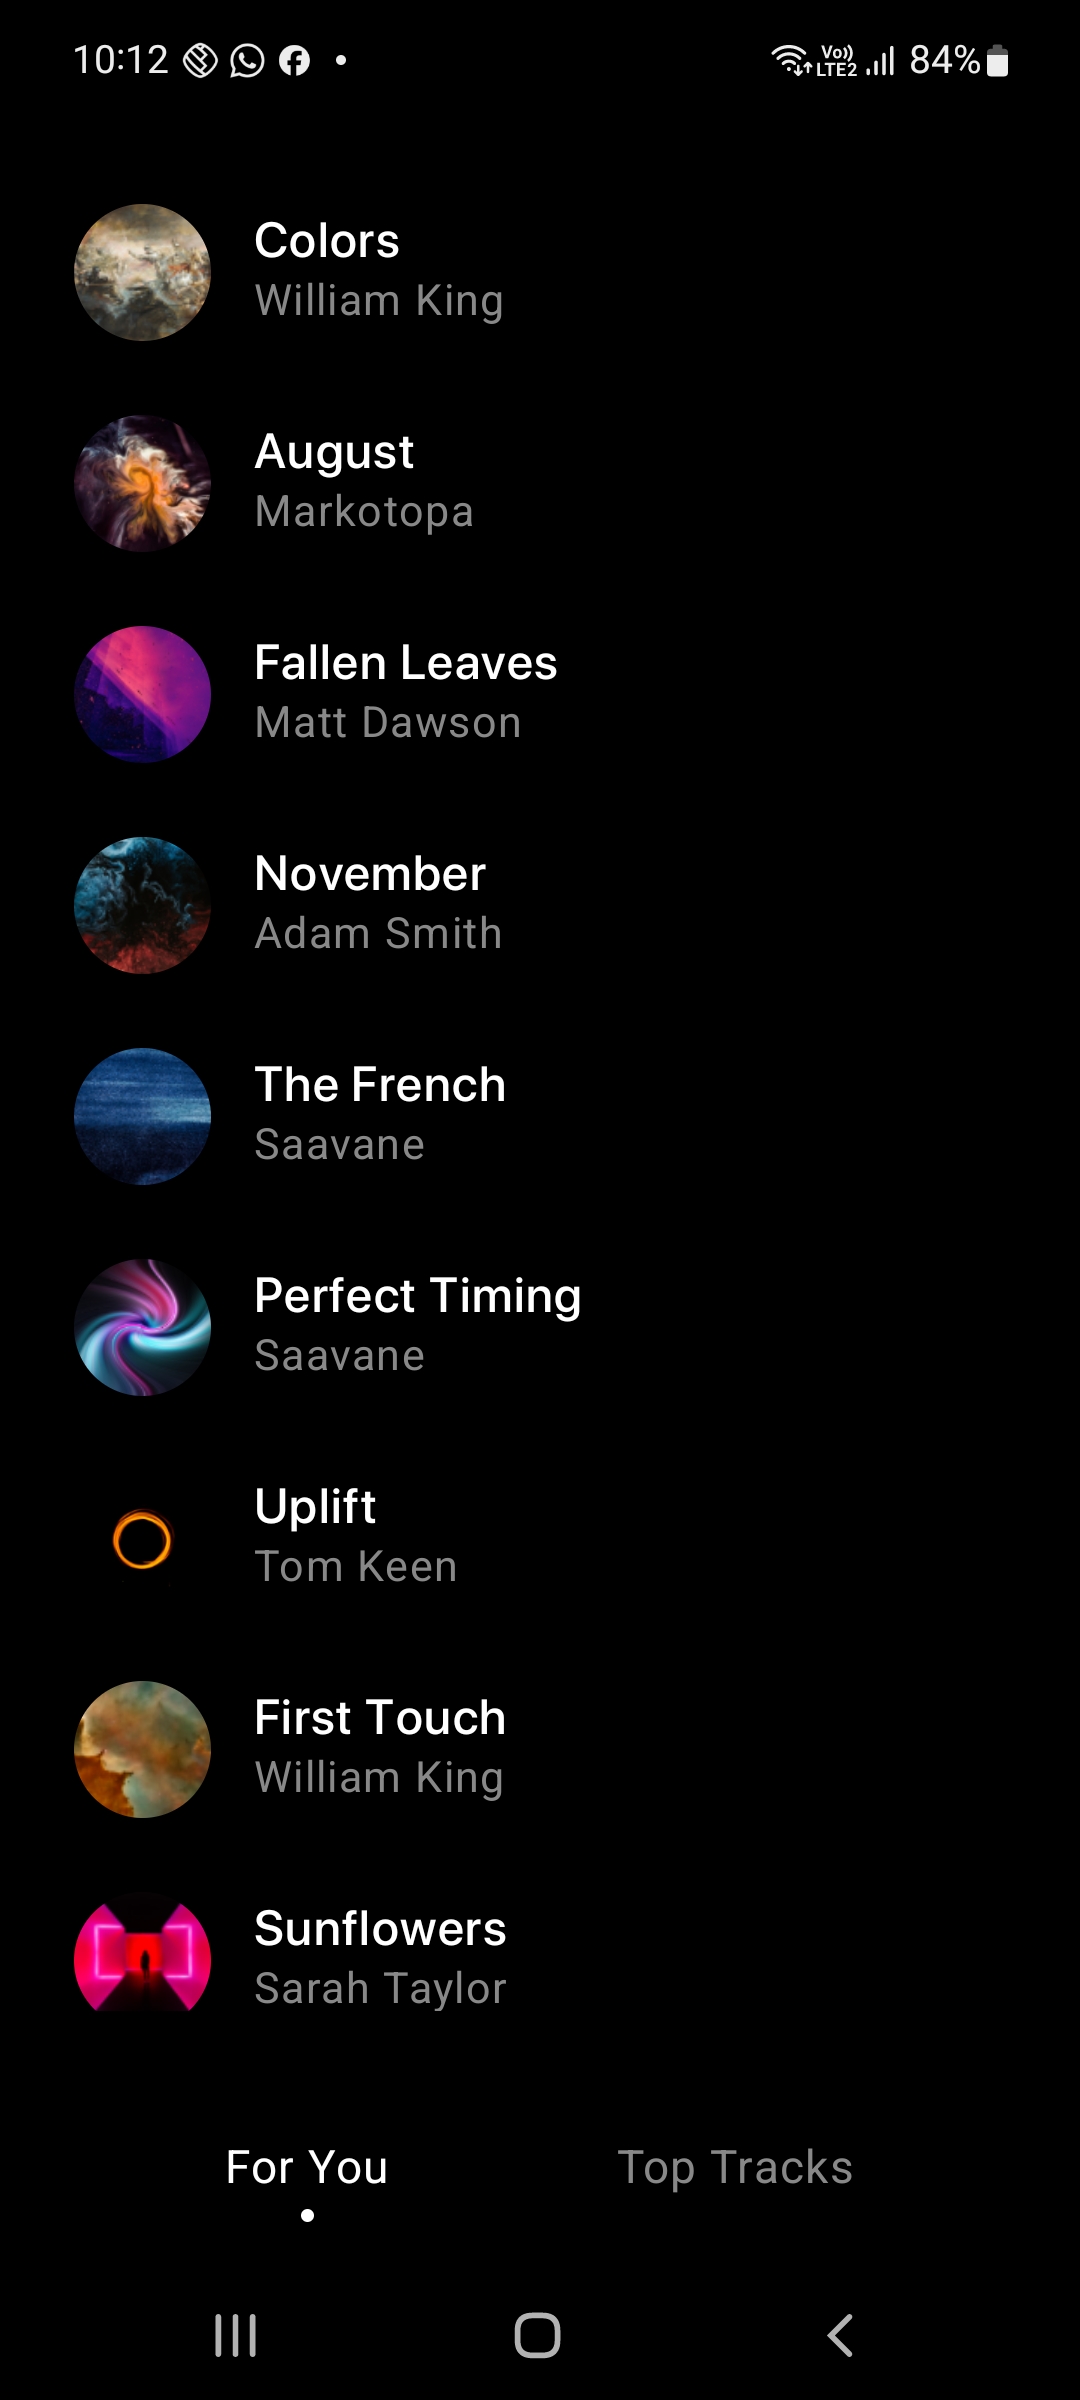 10:12
Vo)) LTE2 84%
Colors
William King
August
Markotopa
Fallen Leaves
Matt Dawson
November
Adam Smith
The French
Saavane
Perfect Timing
Saavane
Uplift
Tom Keen
First Touch
William King
Sunflowers
Sarah Taylor
For You
Top Tracks